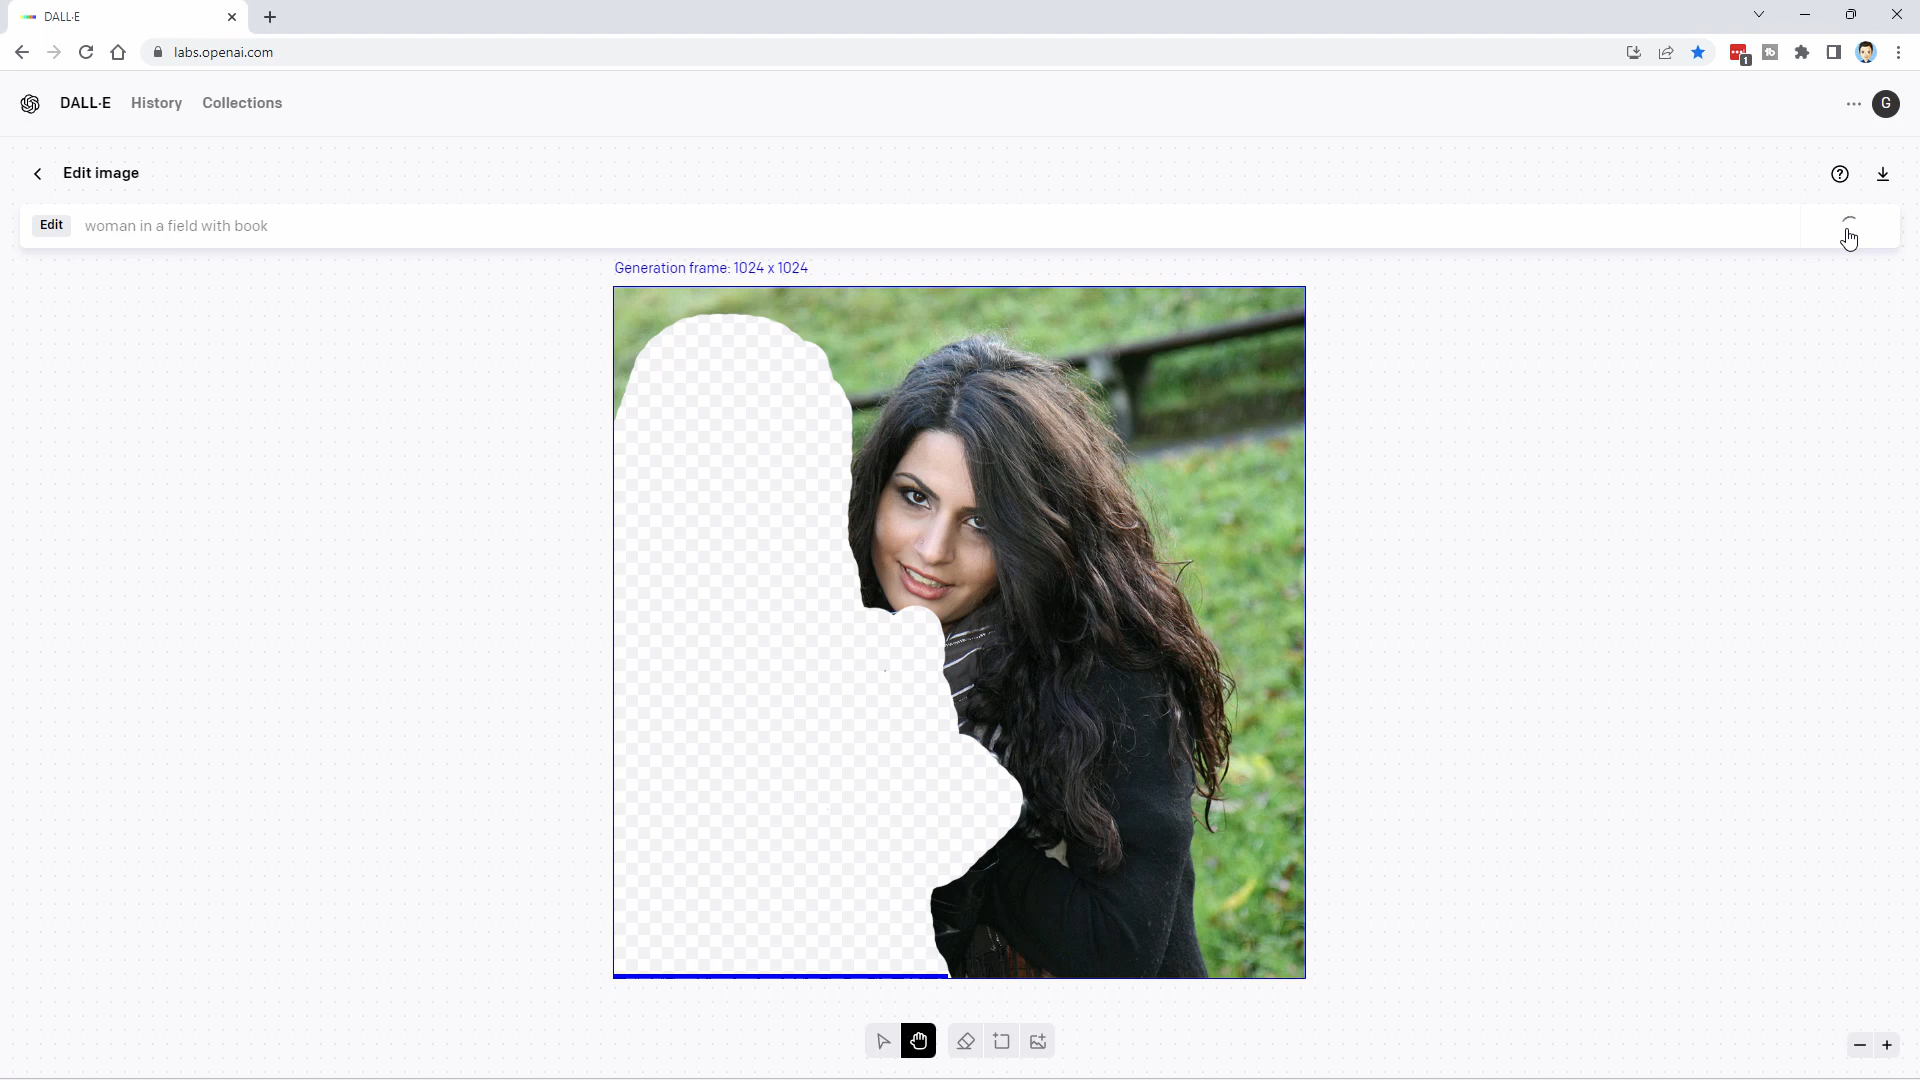 DALL·E
labs.openai.com
1
DALL·E History Collections
G
Edit image
Edit woman in a field with book
Generation frame: 1024 x 1024